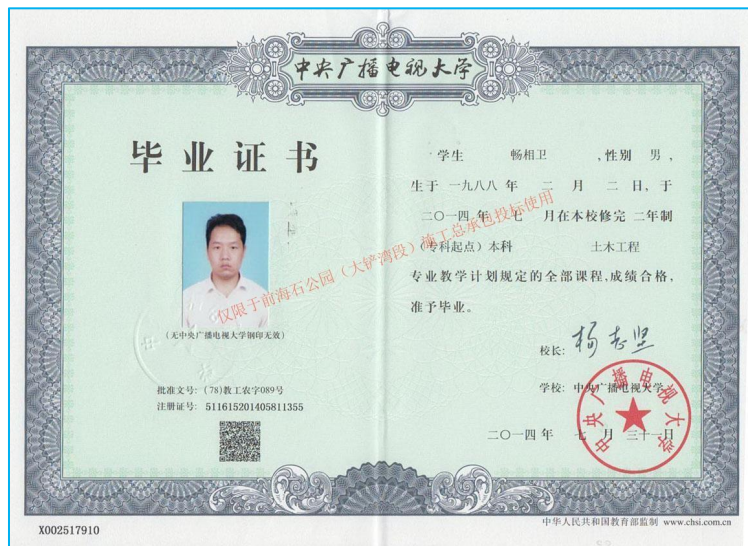 中央广播电视大学
毕业证书
(无中央广播电视大学钢印无效)
批准文号: (78)教工农字089号
注册证号: 511615201405811355
X002517910
学生 畅相卫 ,性别 男,
生于 一九八八 年 二 月 二 日, 于
二〇一四 年 七 月在本校修完 二年制
(专科起点)本科 土木工程
专业教学计划规定的全部课程,成绩合格,
准予毕业。
校长: 杨志坚
学校: 中央广播电视大学
二〇一四 年 七 月 三十一日
中央广播电视大学
仅限于前海石公园(大铲湾段)施工总承包投标使用
中华人民共和国教育部监制 www.chsi.com.cn